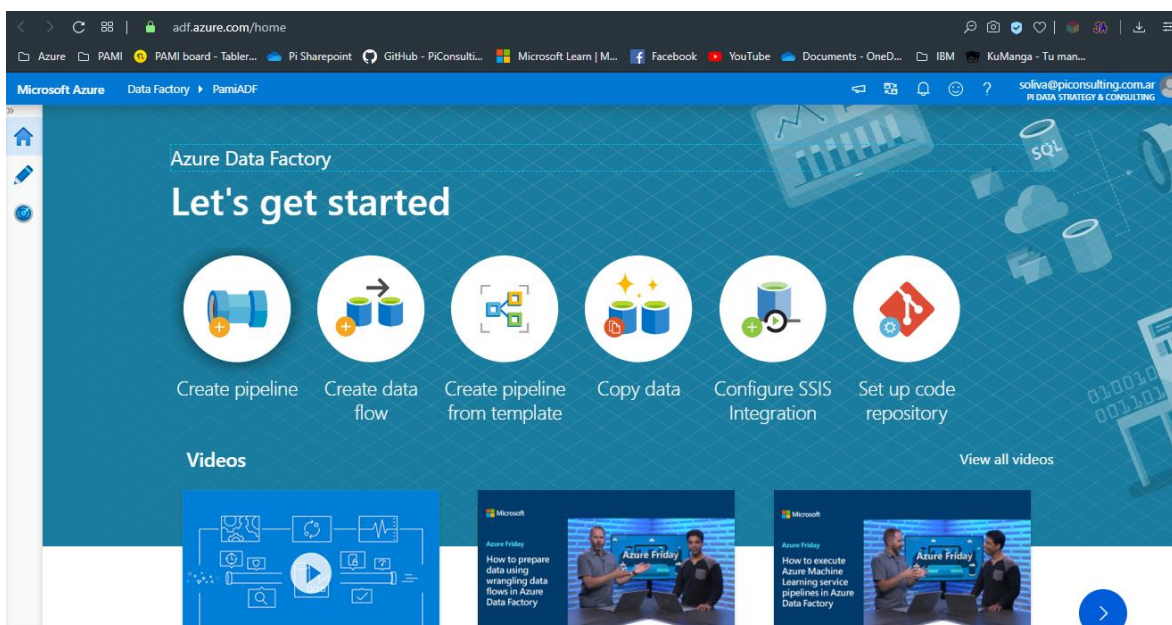 adf.azure.com/home
Azure PAMI PAMI board - Tabler... Pi Sharepoint GitHub - PiConsulti... Microsoft Learn | M... Facebook YouTube Documents - OneD... IBM KuManga - Tu man...
Microsoft Azure Data Factory PamiADF soliva@piconsulting.com.ar
PI DATA STRATEGY & CONSULTING
Azure Data Factory
Let's get started
SQL
Create pipeline Create data flow Create pipeline from template Copy data Configure SSIS Integration Set up code repository
Videos View all videos
Microsoft
Azure Friday
How to prepare
data using
wrangling data
flows in Azure
Data Factory
Azure Friday
Microsoft
Azure Friday
How to execute
Azure Machine
Learning service
pipelines in Azure
Data Factory
Azure Friday